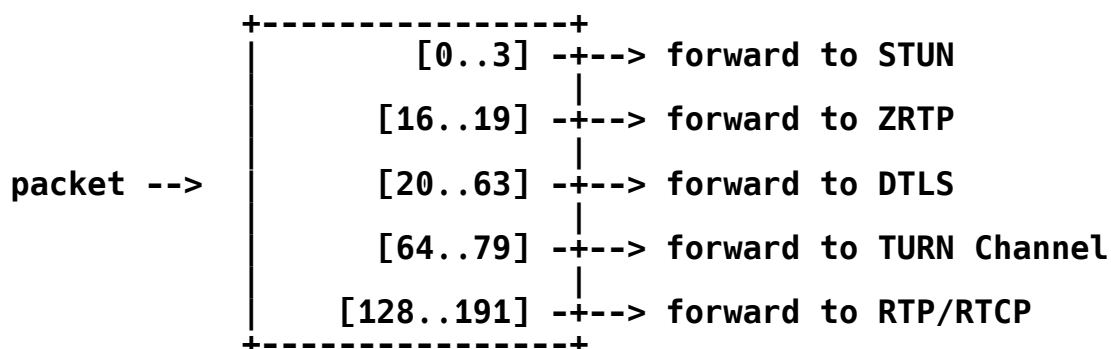 +----------------+
                |        [0..3] -+--> forward to STUN
                |                |
                |      [16..19] -+--> forward to ZRTP
                |                |
    packet -->  |      [20..63] -+--> forward to DTLS
                |                |
                |      [64..79] -+--> forward to TURN Channel
                |                |
                |    [128..191] -+--> forward to RTP/RTCP
                +----------------+